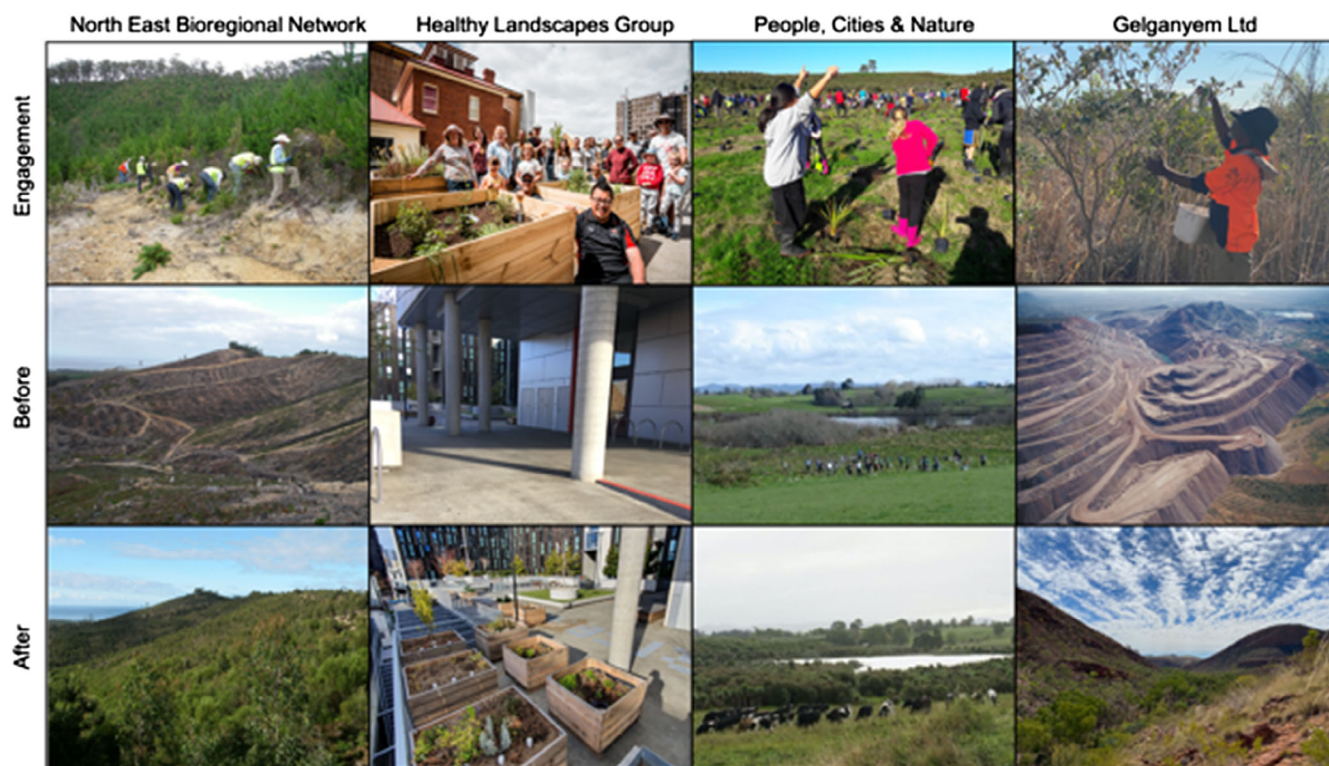 North East Bioregional Network
Healthy Landscapes Group
People, Cities & Nature
Gelganyem Ltd
Engagement
Before
After